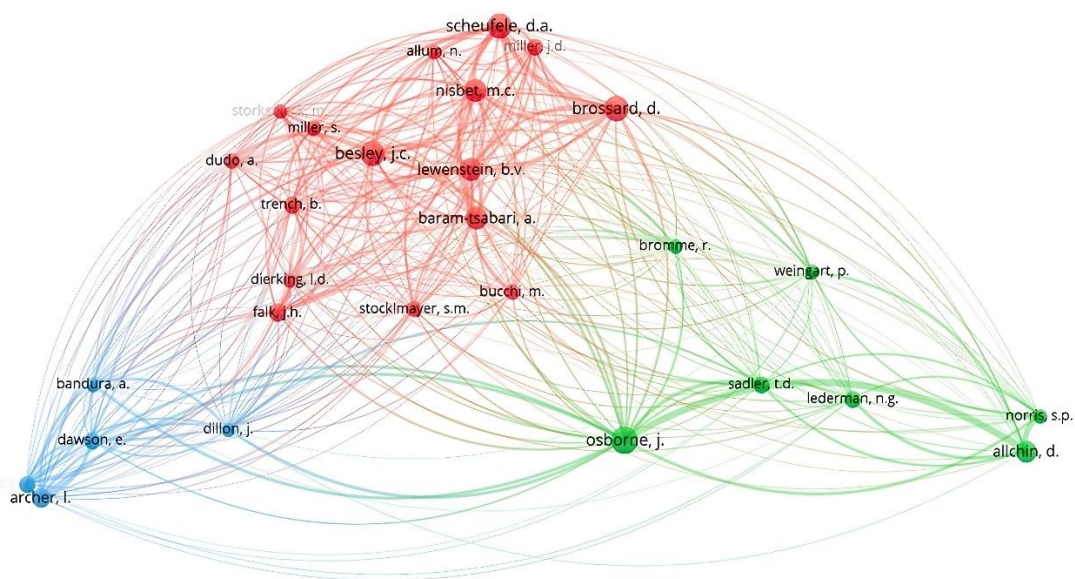 scheufele, d.a.
miller, j.d.
allum, n.
nisbet, m.c.
brossard, d.
miller, s.
besley, j.c.
dudo, a.
lewenstein, b.v.
trench, b.
baram-tsabari, a.
bromme, r.
weingart, p.
dierking, l.d.
bucchi, m.
falk, j.h.
stocklmayer, s.m.
bandura, a.
sadler, t.d.
lederman, n.g.
norris, s.p.
dillon, j.
dawson, e.
osborne, j.
allchin, d.
archer, l.